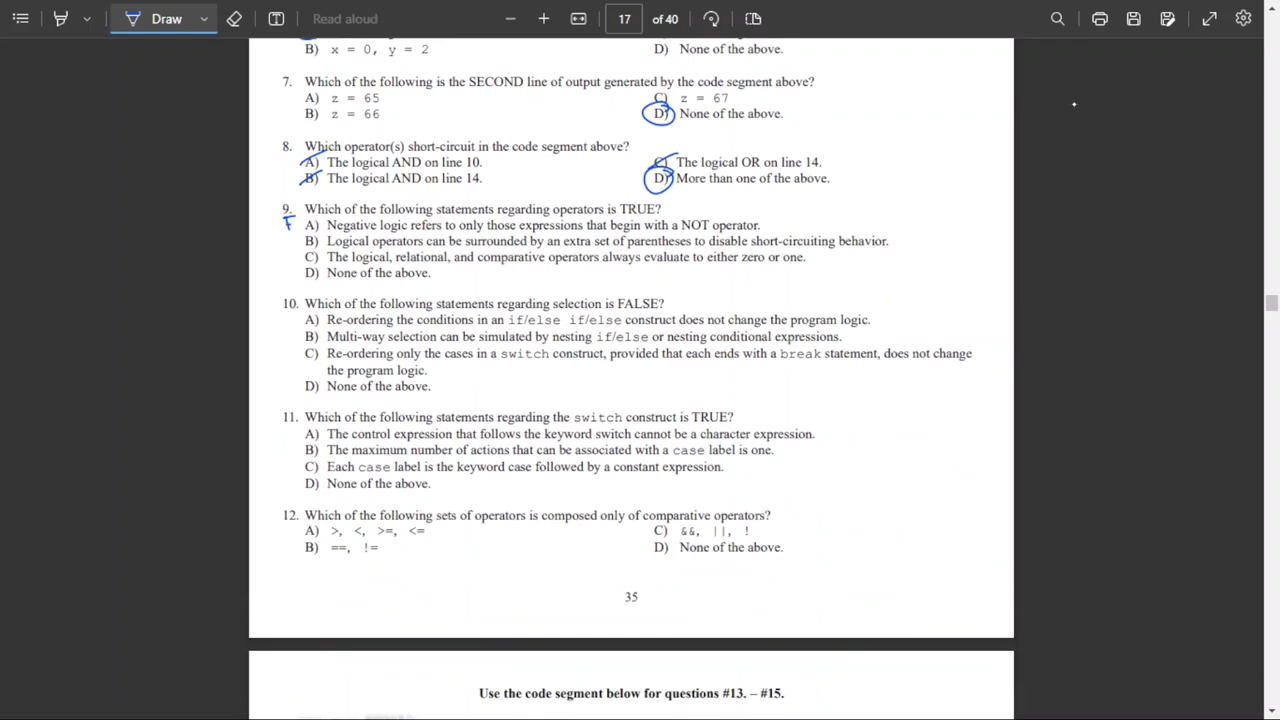 Draw
Read aloud
17 of 40
B) x = 0, y = 2
D) None of the above.
7. Which of the following is the SECOND line of output generated by the code segment above?
A) z = 65
C) z = 67
B) z = 66
D) None of the above.
8. Which operator(s) short-circuit in the code segment above?
A) The logical AND on line 10.
C) The logical OR on line 14.
B) The logical AND on line 14.
D) More than one of the above.
9. Which of the following statements regarding operators is TRUE?
F A) Negative logic refers to only those expressions that begin with a NOT operator.
B) Logical operators can be surrounded by an extra set of parentheses to disable short-circuiting behavior.
C) The logical, relational, and comparative operators always evaluate to either zero or one.
D) None of the above.
10. Which of the following statements regarding selection is FALSE?
A) Re-ordering the conditions in an if/else if/else construct does not change the program logic.
B) Multi-way selection can be simulated by nesting if/else or nesting conditional expressions.
C) Re-ordering only the cases in a switch construct, provided that each ends with a break statement, does not change
the program logic.
D) None of the above.
11. Which of the following statements regarding the switch construct is TRUE?
A) The control expression that follows the keyword switch cannot be a character expression.
B) The maximum number of actions that can be associated with a case label is one.
C) Each case label is the keyword case followed by a constant expression.
D) None of the above.
12. Which of the following sets of operators is composed only of comparative operators?
A) >, <, >=, <=
C) &&, ||, !
B) ==, !=
D) None of the above.
35
Use the code segment below for questions #13. – #15.